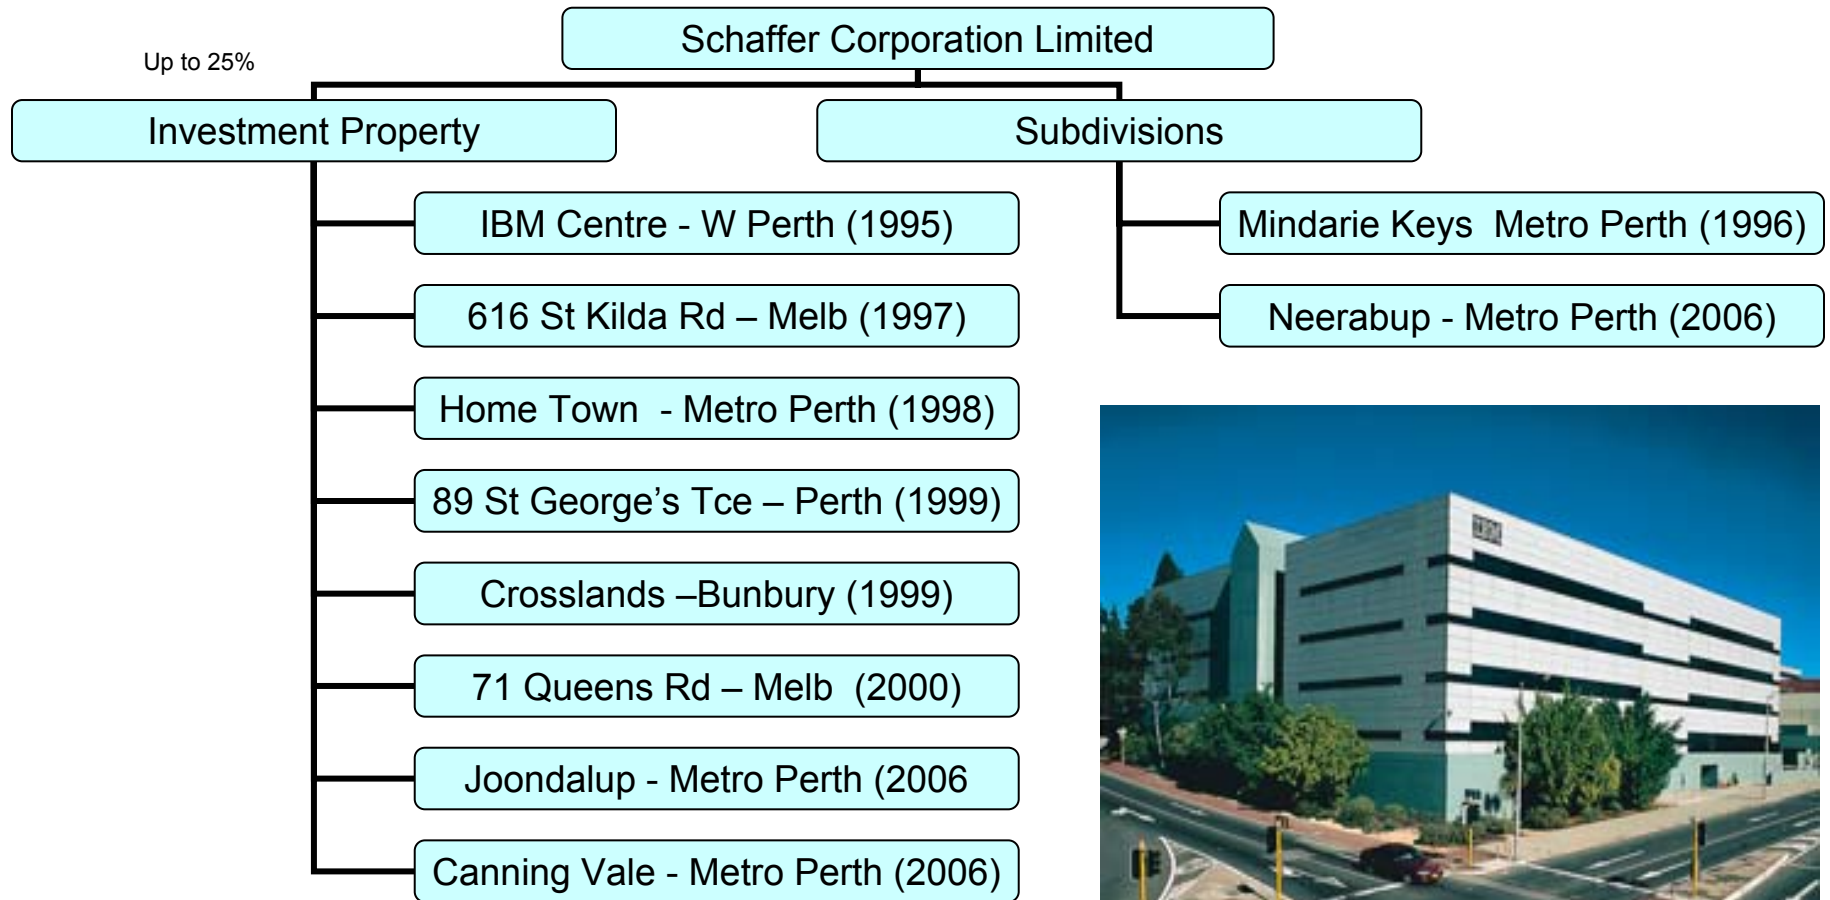 Schaffer Corporation Limited
Up to 25%
Investment Property
Subdivisions
IBM Centre - W Perth (1995)
616 St Kilda Rd – Melb (1997)
Home Town  - Metro Perth (1998)
89 St George’s Tce – Perth (1999)
Crosslands –Bunbury (1999)
71 Queens Rd – Melb  (2000)
Joondalup - Metro Perth (2006
Canning Vale - Metro Perth (2006)
Mindarie Keys  Metro Perth (1996)
Neerabup - Metro Perth (2006)
IBM